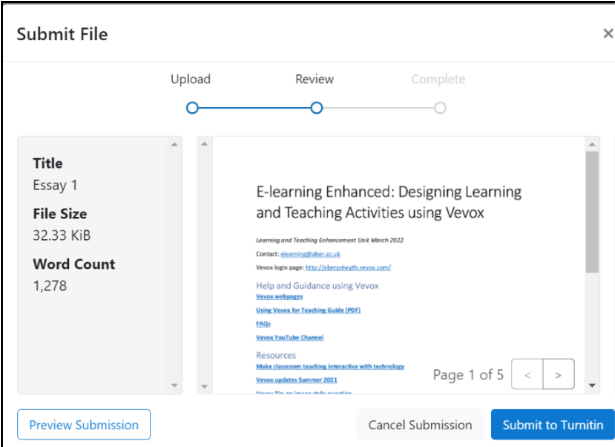 Submit File
×
Upload Review Complete
Title
Essay 1
File Size
32.33 KiB
Word Count
1,278
E-learning Enhanced: Designing Learning
and Teaching Activities using Vevox
Learning and Teaching Enhancement Unit March 2022
Contact: elearning@aber.ac.uk
Vevox login page: http://aberystwyth.vevox.com/
Help and Guidance using Vevox
Vevox webpages
Using Vevox for Teaching Guide (PDF)
FAQs
Vevox YouTube Channel
Resources
Make classroom teaching interactive with technology
Vevox updates Summer 2021
Page 1 of 5 < >
Preview Submission Cancel Submission Submit to Turnitin